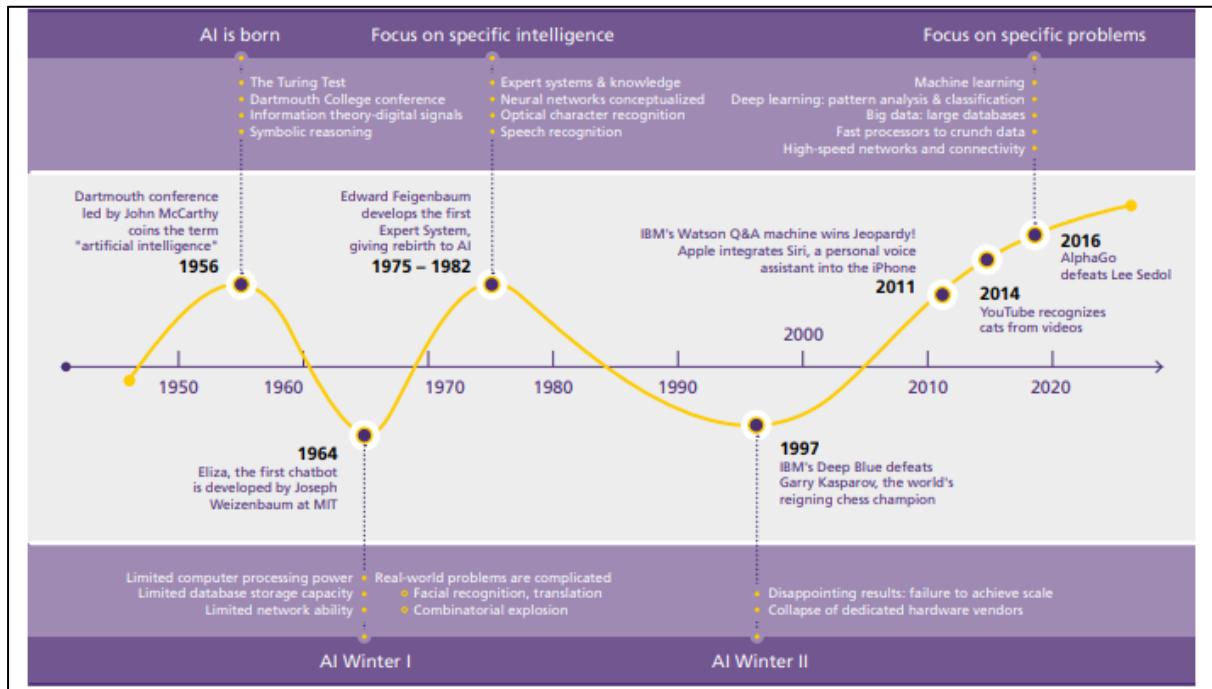 AI is born
Focus on specific intelligence
Focus on specific problems
The Turing Test
Dartmouth College conference
Information theory-digital signals
Symbolic reasoning
Expert systems & knowledge
Neural networks conceptualized
Optical character recognition
Speech recognition
Machine learning
Deep learning: pattern analysis & classification
Big data: large databases
Fast processors to crunch data
High-speed networks and connectivity
Dartmouth conference
led by John McCarthy
coins the term
"artificial intelligence"
1956
Edward Feigenbaum
develops the first
Expert System,
giving rebirth to AI
1975 – 1982
IBM's Watson Q&A machine wins Jeopardy!
Apple integrates Siri, a personal voice
assistant into the iPhone
2011
2014
YouTube recognizes
cats from videos
2016
AlphaGo
defeats Lee Sedol
1950
1960
1970
1980
1990
2000
2010
2020
1964
Eliza, the first chatbot
is developed by Joseph
Weizenbaum at MIT
1997
IBM's Deep Blue defeats
Garry Kasparov, the world's
reigning chess champion
Limited computer processing power
Limited database storage capacity
Limited network ability
Real-world problems are complicated
Facial recognition, translation
Combinatorial explosion
Disappointing results: failure to achieve scale
Collapse of dedicated hardware vendors
AI Winter I
AI Winter II